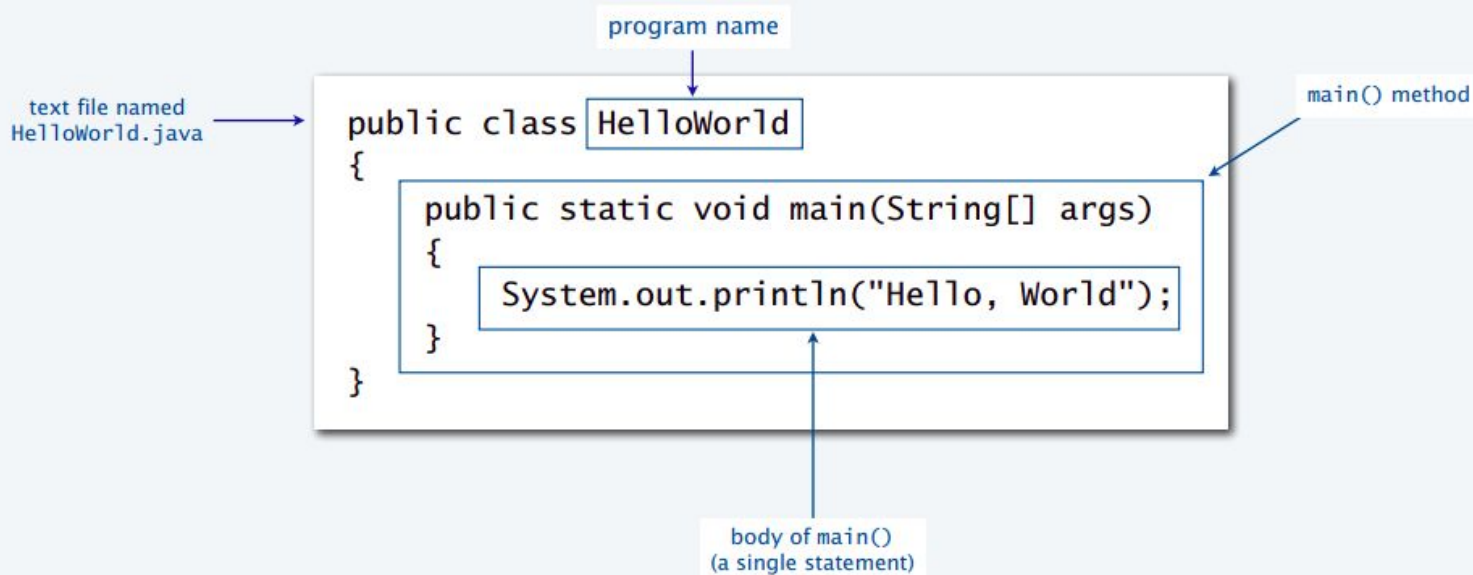 program name
text file named
HelloWorld.java
main() method
public class HelloWorld
{
public static void main(String[] args)
{
System.out.println("Hello, World");
}
}
body of main()
(a single statement)